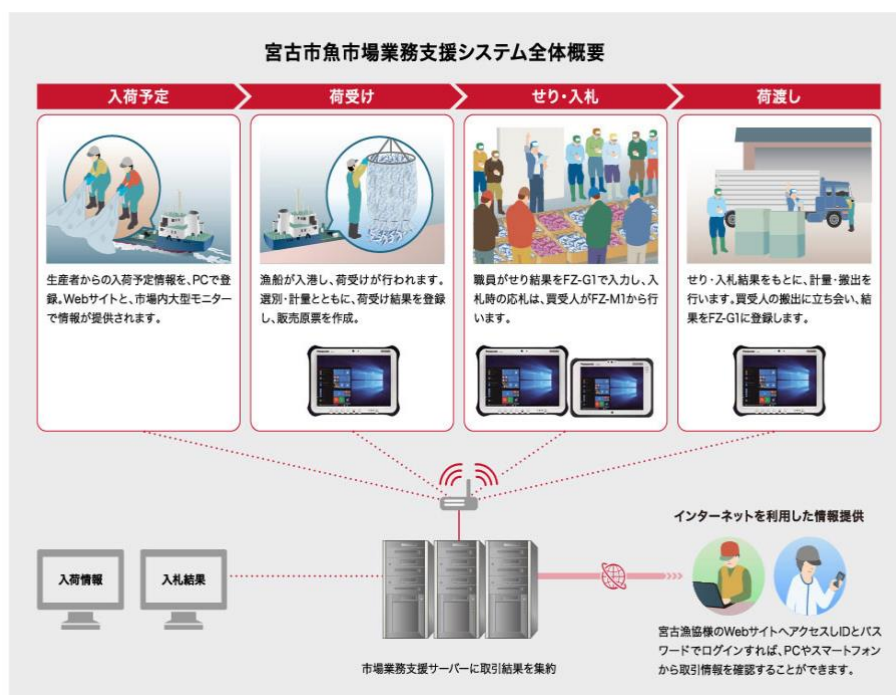 宮古市魚市場業務支援システム全体概要
入荷予定
荷受け
せり・入札
荷渡し
生産者からの入荷予定情報を、PCで登
録。Webサイトと、市場内大型モニター
で情報が提供されます。
漁船が入港し、荷受けが行われます。
選別・計量とともに、荷受け結果を登録
し、販売原票を作成。
職員がせり結果をFZ-G1で入力し、入
札時の応札は、買受人がFZ-M1から行
います。
せり・入札結果をもとに、計量・搬出を
行います。買受人の搬出に立ち会い、結
果をFZ-G1に登録します。
入荷情報
入札結果
市場業務支援サーバーに取引結果を集約
インターネットを利用した情報提供
宮古漁協様のWebサイトへアクセスしIDとパス
ワードでログインすれば、PCやスマートフォン
から取引情報を確認することができます。